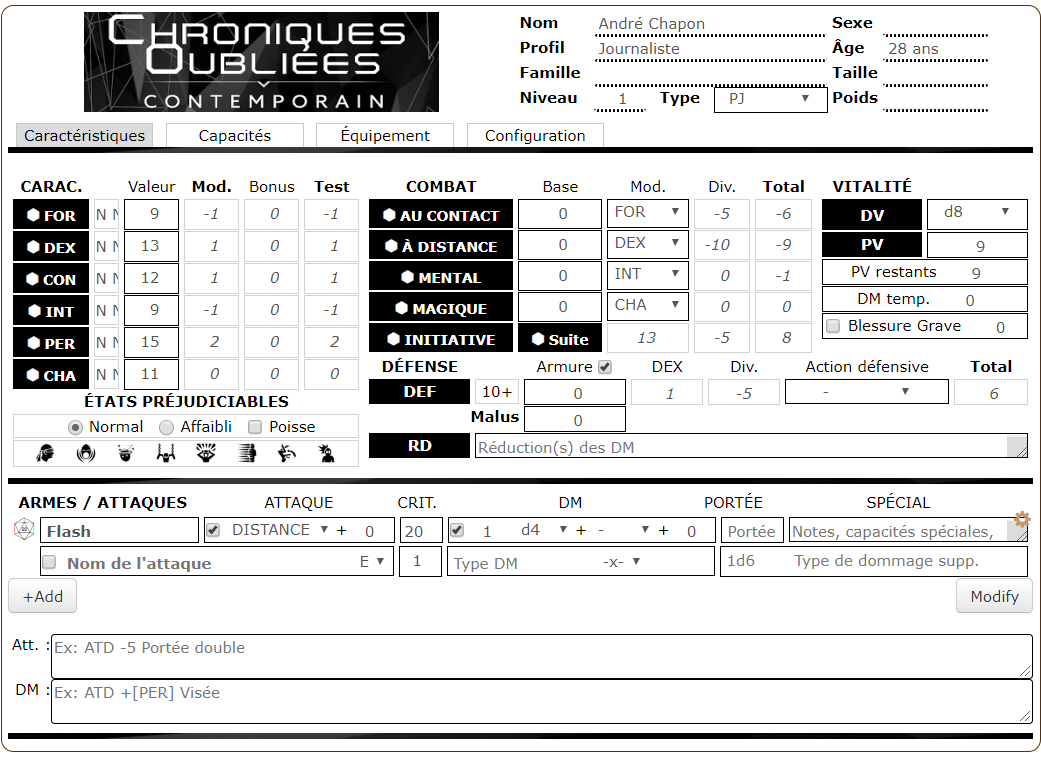 CHRONIQUES
OUBLIÉES
CONTEMPORAIN
Nom André Chapon Sexe
Profil Journaliste Âge 28 ans
Famille Taille
Niveau 1 Type PJ Poids
Caractéristiques Capacités Équipement Configuration
CARAC. Valeur Mod. Bonus Test COMBAT Base Mod. Div. Total VITALITÉ
FOR N N 9 -1 0 -1 AU CONTACT 0 FOR -5 -6 DV d8
DEX N N 13 1 0 1 À DISTANCE 0 DEX -10 -9 PV 9
CON N N 12 1 0 1 MENTAL 0 INT 0 -1 PV restants 9
INT N N 9 -1 0 -1 MAGIQUE 0 CHA 0 0 DM temp. 0
PER N N 15 2 0 2 INITIATIVE Suite 13 -5 8 Blessure Grave 0
CHA N N 11 0 0 0 DÉFENSE Armure DEX Div. Action défensive Total
DEF 10+ 0 1 -5 - 6
ÉTATS PRÉJUDICIABLES Malus 0
Normal Affaibli Poisse
RD Réduction(s) des DM
ARMES / ATTAQUES ATTAQUE CRIT. DM PORTÉE SPÉCIAL
20 Flash DISTANCE + 0 20 1 d4 + - + 0 Portée Notes, capacités spéciales,
Nom de l'attaque E 1 Type DM -x- 1d6 Type de dommage supp.
+Add Modify
Att. : Ex: ATD -5 Portée double
DM : Ex: ATD +[PER] Visée